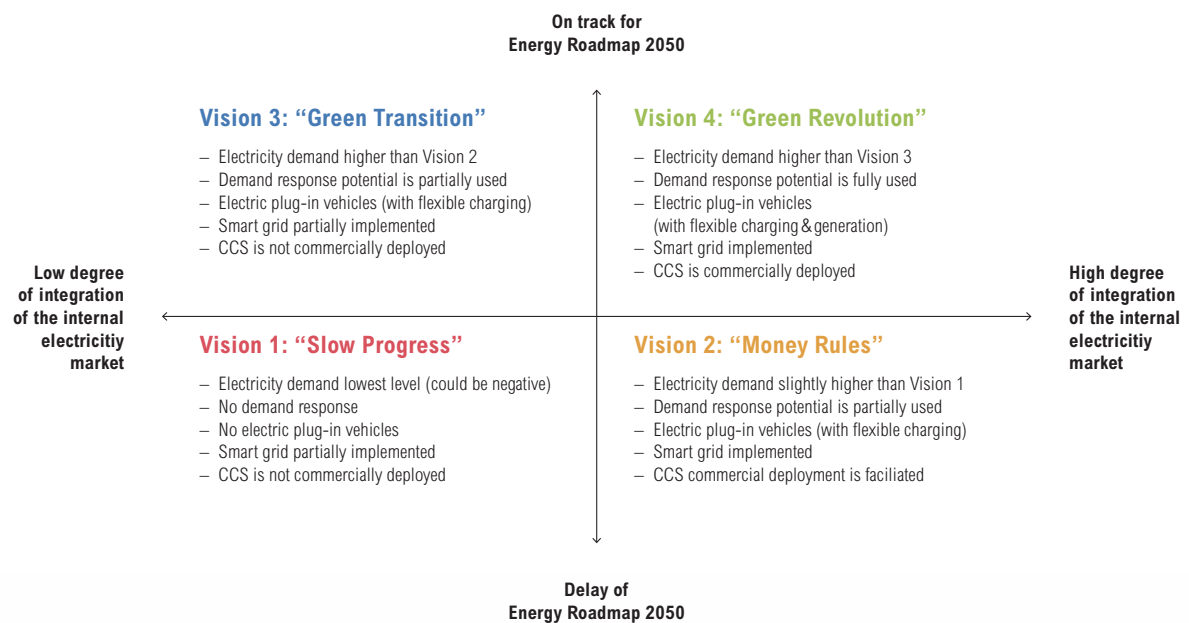 On track for
Energy Roadmap 2050
Vision 3: “Green Transition”
– Electricity demand higher than Vision 2
– Demand response potential is partially used
– Electric plug-in vehicles (with flexible charging)
– Smart grid partially implemented
– CCS is not commercially deployed
Vision 4: “Green Revolution”
– Electricity demand higher than Vision 3
– Demand response potential is fully used
– Electric plug-in vehicles
(with flexible charging & generation)
– Smart grid implemented
– CCS is commercially deployed
Low degree
of integration
of the internal
electricitiy
market
High degree
of integration
of the internal
electricitiy
market
Vision 1: “Slow Progress”
– Electricity demand lowest level (could be negative)
– No demand response
– No electric plug-in vehicles
– Smart grid partially implemented
– CCS is not commercially deployed
Vision 2: “Money Rules”
– Electricity demand slightly higher than Vision 1
– Demand response potential is partially used
– Electric plug-in vehicles (with flexible charging)
– Smart grid implemented
– CCS commercial deployment is faciliated
Delay of
Energy Roadmap 2050